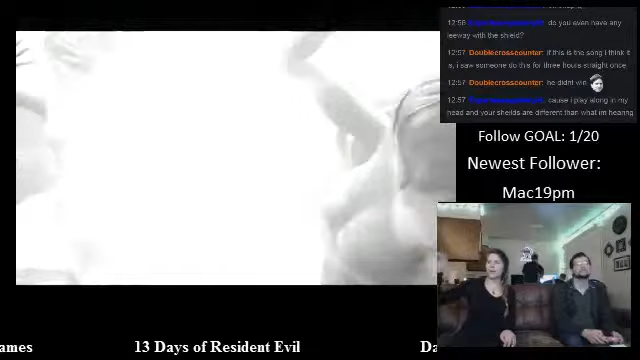 12:56 do you even have any
leeway with the shield?
12:57 Doublecrosscounter: if this is the song i think it
is, i saw someone do this for three hours straight once,
12:57 Doublecrosscounter: he didnt win
12:57 cause i play along in my
head and your sheilds are different than what im hearing
Follow GOAL: 1/20
Newest Follower:
Mac19pm
ames 13 Days of Resident Evil Da